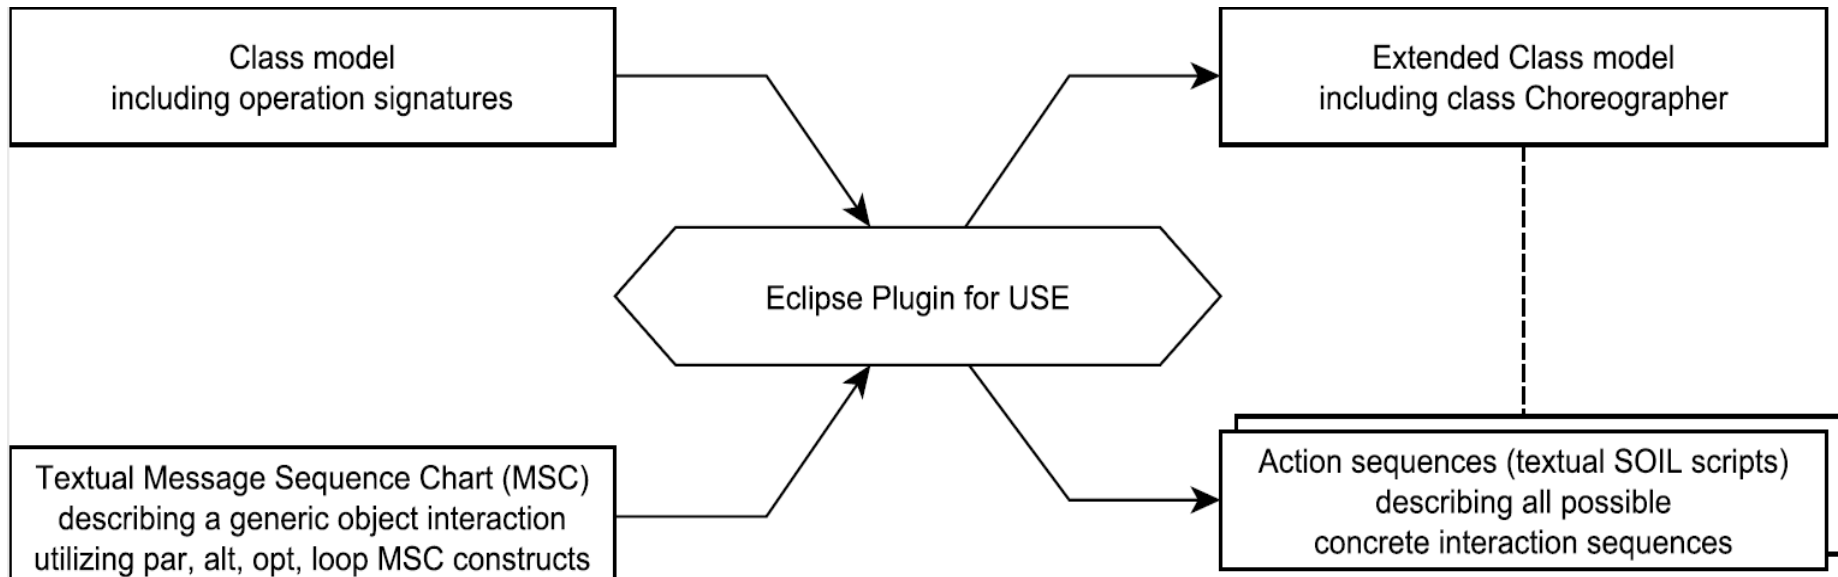 Class model
including operation signatures
Extended Class model
including class Choreographer
Eclipse Plugin for USE
Textual Message Sequence Chart (MSC)
describing a generic object interaction
utilizing par, alt, opt, loop MSC constructs
Action sequences (textual SOIL scripts)
describing all possible
concrete interaction sequences